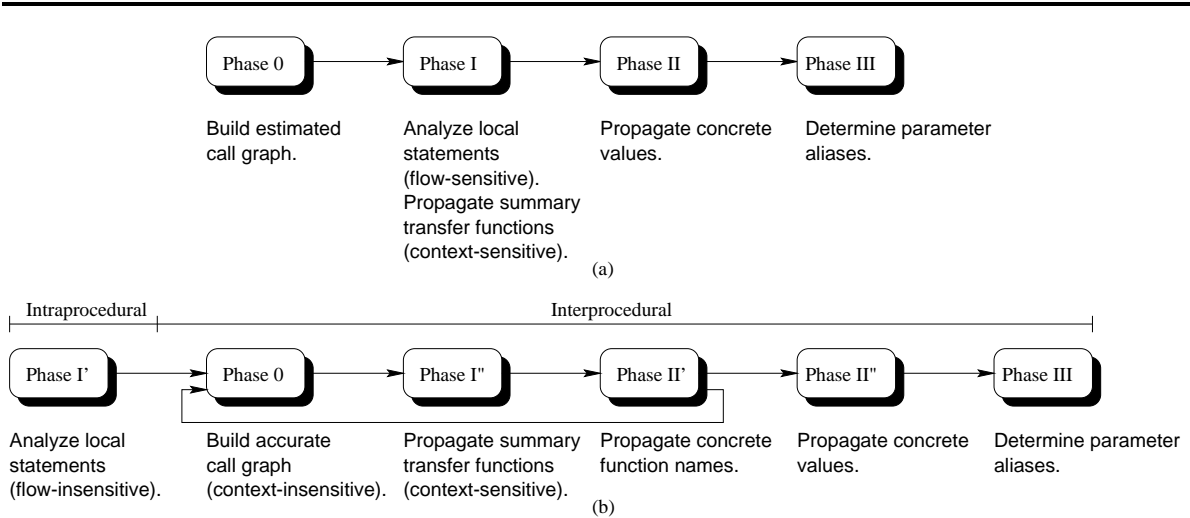 Phase 0
Phase I
Phase II
Phase III
Build estimated
call graph.
Analyze local
statements
(flow-sensitive).
Propagate summary
transfer functions
(context-sensitive).
Propagate concrete
values.
Determine parameter
aliases.
(a)
Intraprocedural
Interprocedural
Phase I'
Phase 0
Phase I"
Phase II'
Phase II"
Phase III
Analyze local
statements
(flow-insensitive).
Build accurate
call graph
(context-insensitive).
Propagate summary
transfer functions
(context-sensitive).
Propagate concrete
function names.
Propagate concrete
values.
Determine parameter
aliases.
(b)